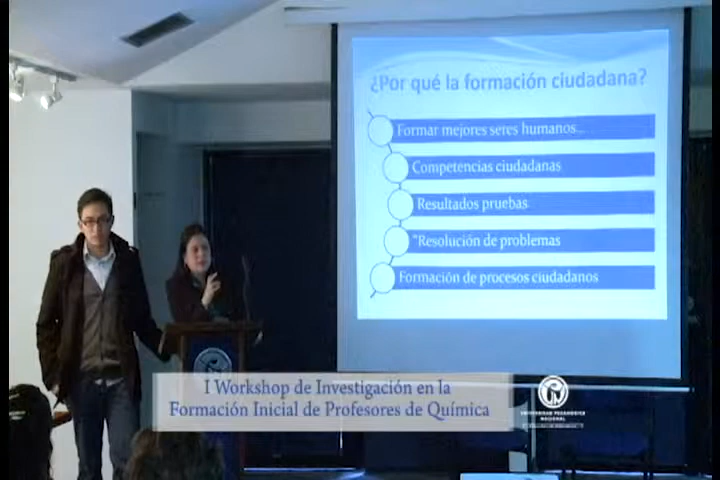 ¿Por qué la formación ciudadana?
Formar mejores seres humanos...
Competencias ciudadanas
Resultados pruebas
"Resolución de problemas
Formación de procesos ciudadanos
I Workshop de Investigación en la
Formación Inicial de Profesores de Química
UNIVERSIDAD PEDAGOGICA
NACIONAL